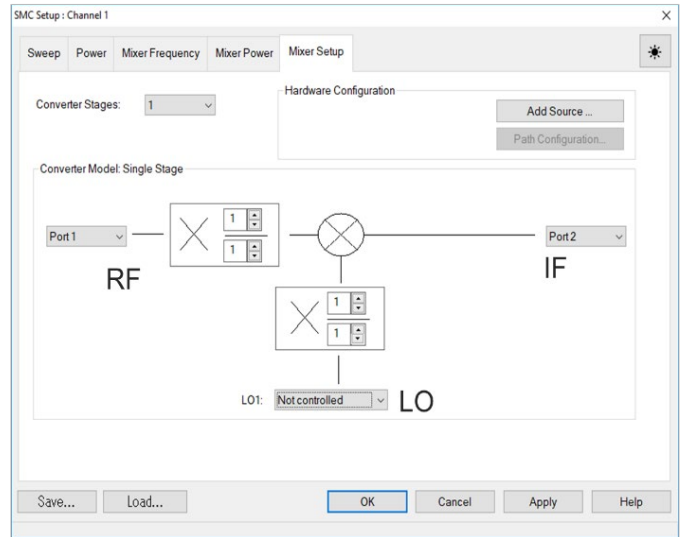 SMC Setup : Channel 1
Sweep Power Mixer Frequency Mixer Power Mixer Setup
Hardware Configuration
Converter Stages: 1
Add Source ...
Path Configuration...
Converter Model: Single Stage
1
Port 1 Port 2
1
RF IF
1
1
LO1: Not controlled LO
Save... Load... OK Cancel Apply Help